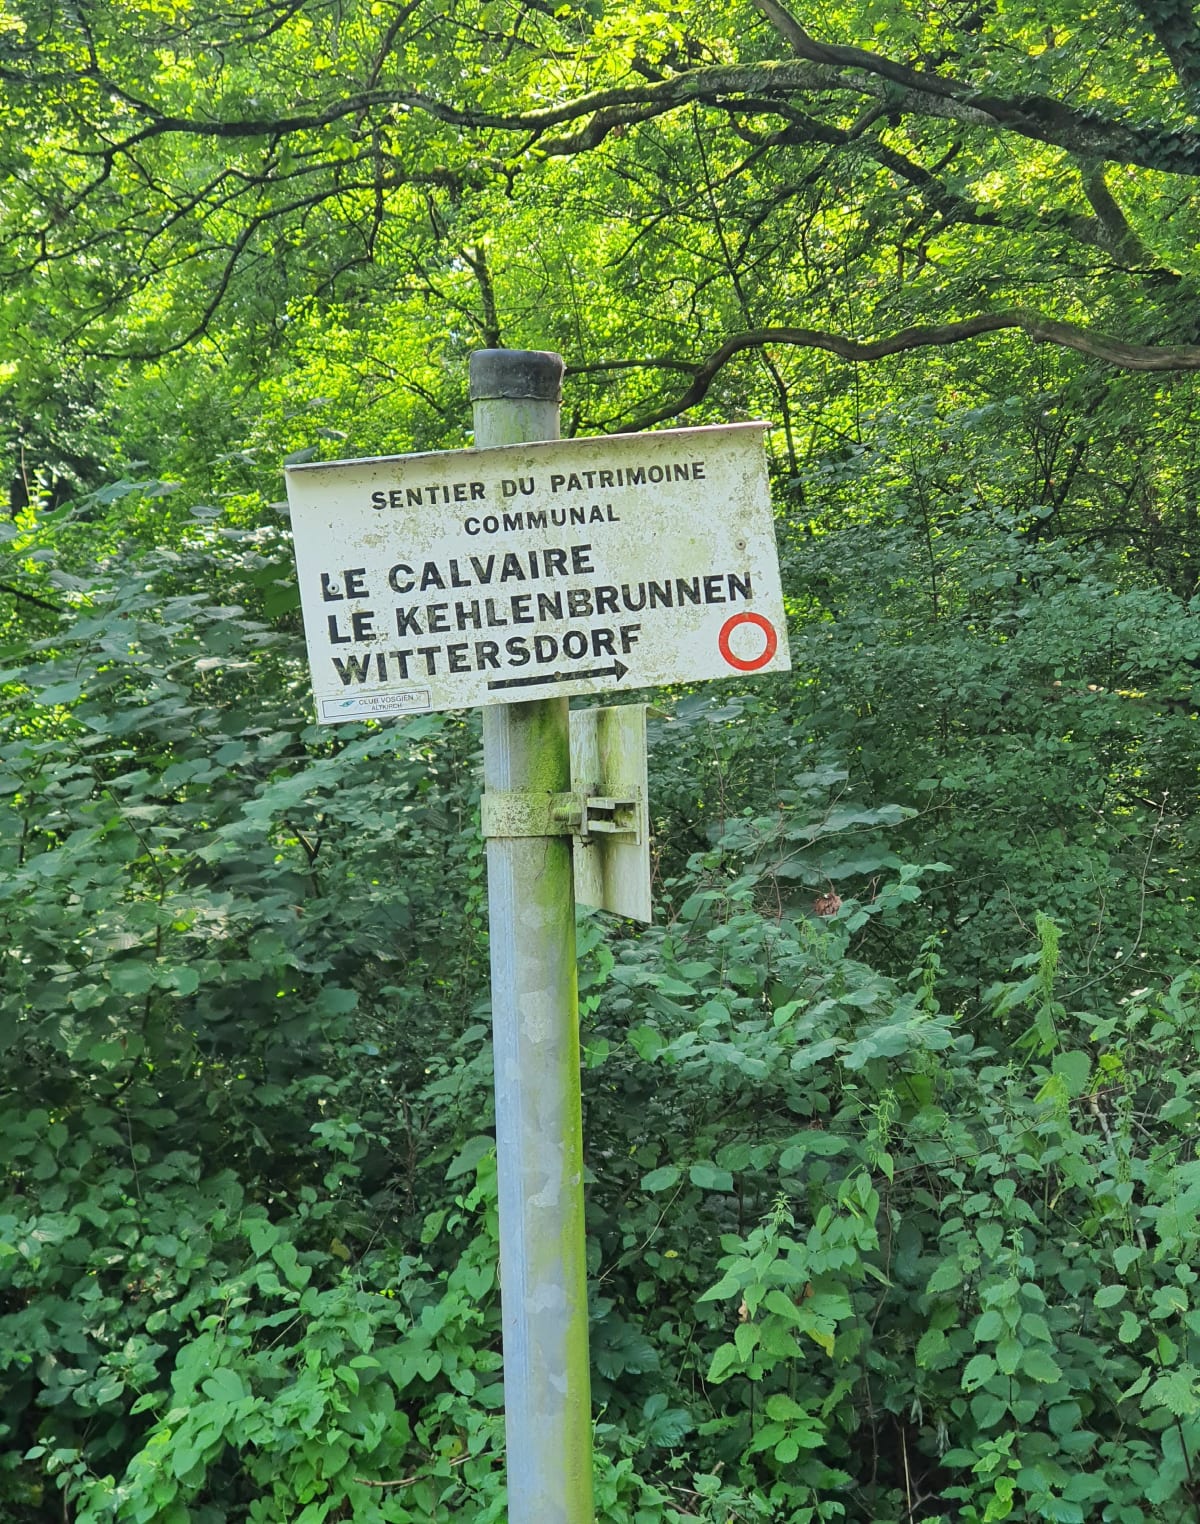 SENTIER DU PATRIMOINE
COMMUNAL
LE CALVAIRE
LE KEHLENBRUNNEN
WITTERSDORF
CLUB VOSGIEN
ALTKIRCH